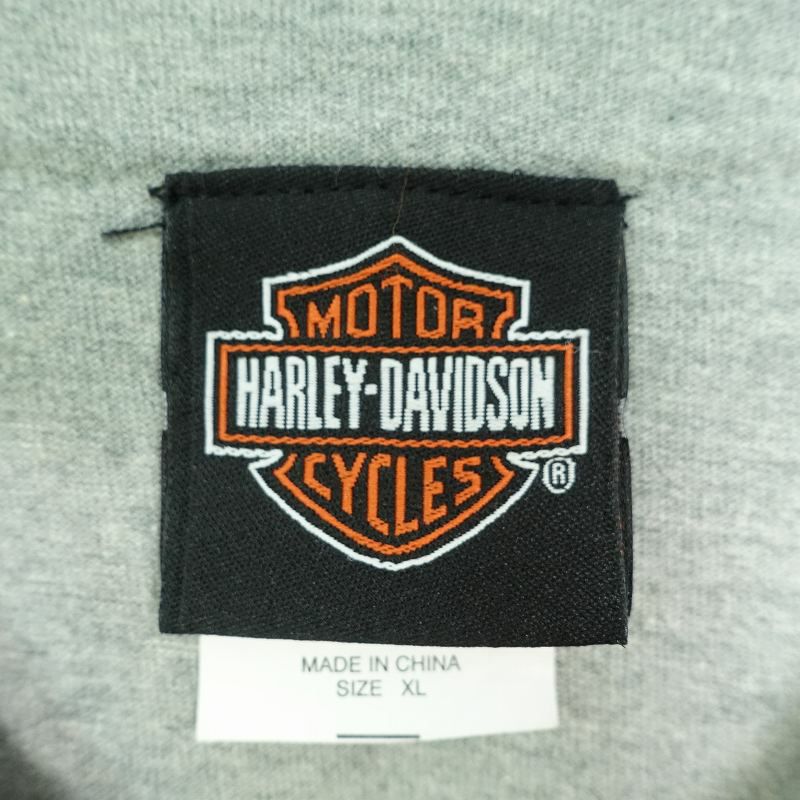 MOTOR
HARLEY-DAVIDSON
CYCLES
®
MADE IN CHINA
SIZE XL